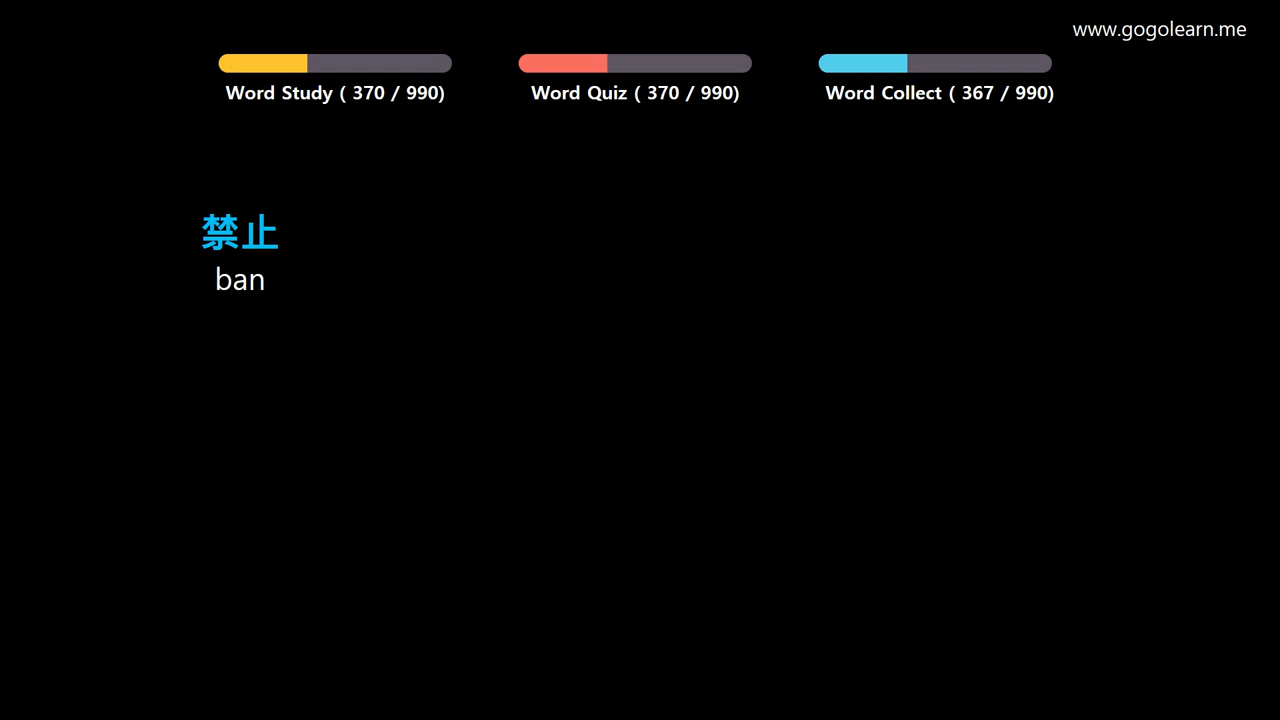 www.gogolearn.me
Word Study ( 370 / 990)
Word Quiz ( 370 / 990)
Word Collect ( 367 / 990)
禁止
ban